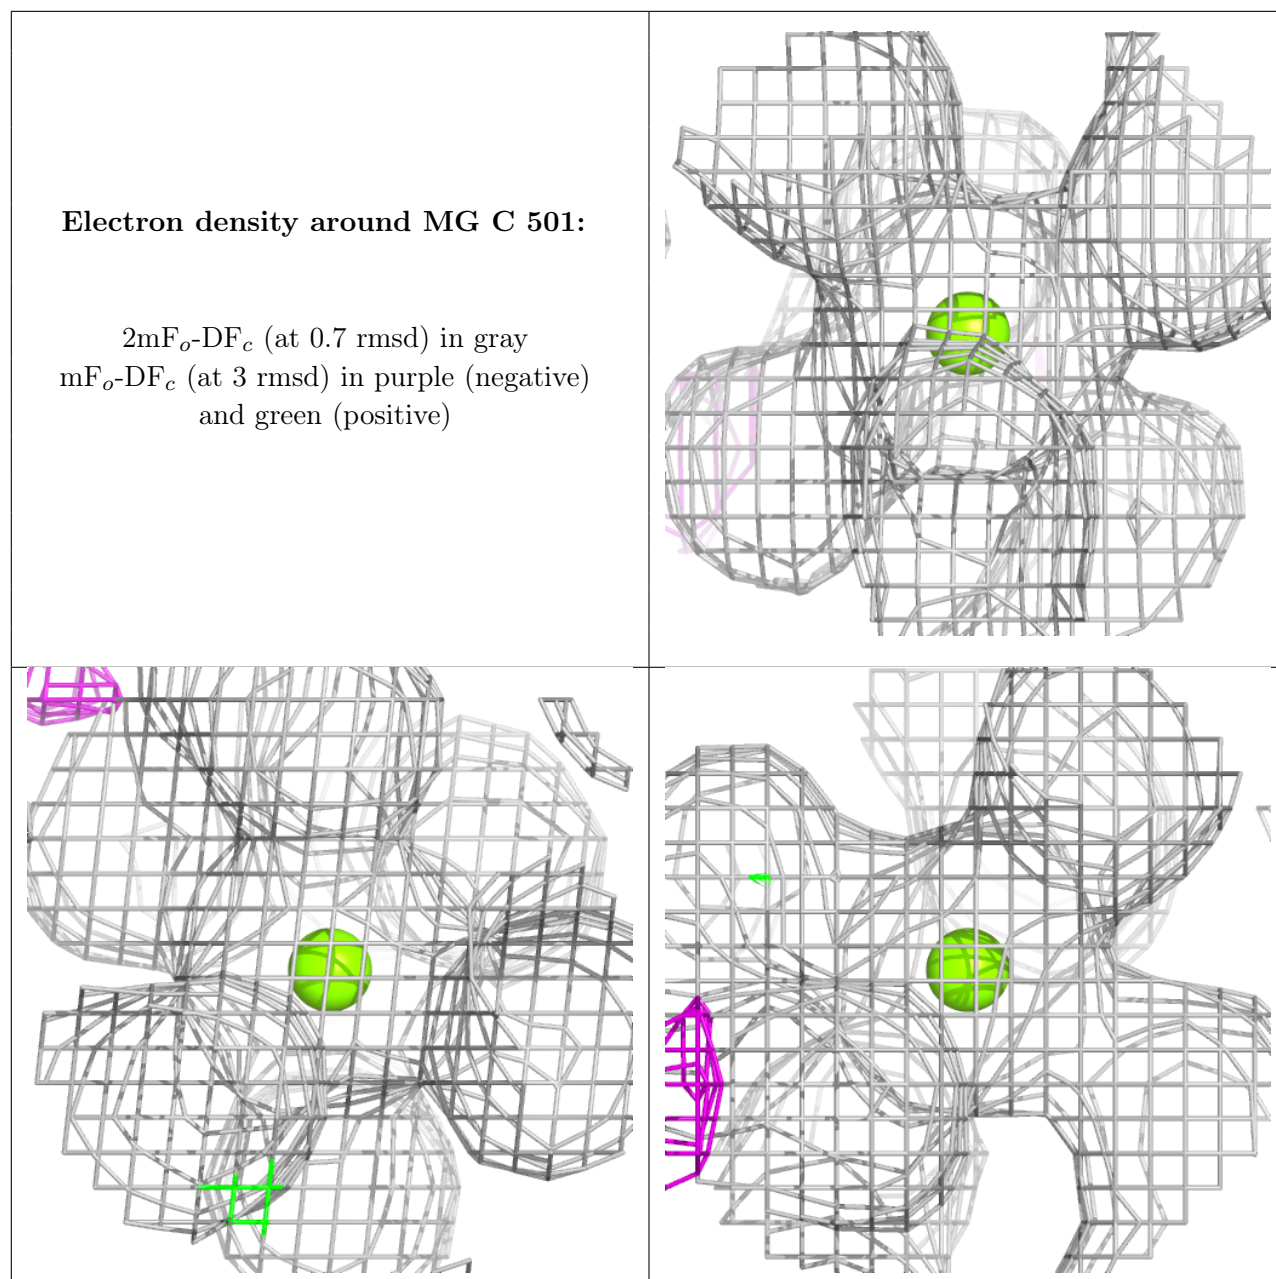 Electron density around MG C 501:
2mFo-DFc (at 0.7 rmsd) in gray
mFo-DFc (at 3 rmsd) in purple (negative)
and green (positive)